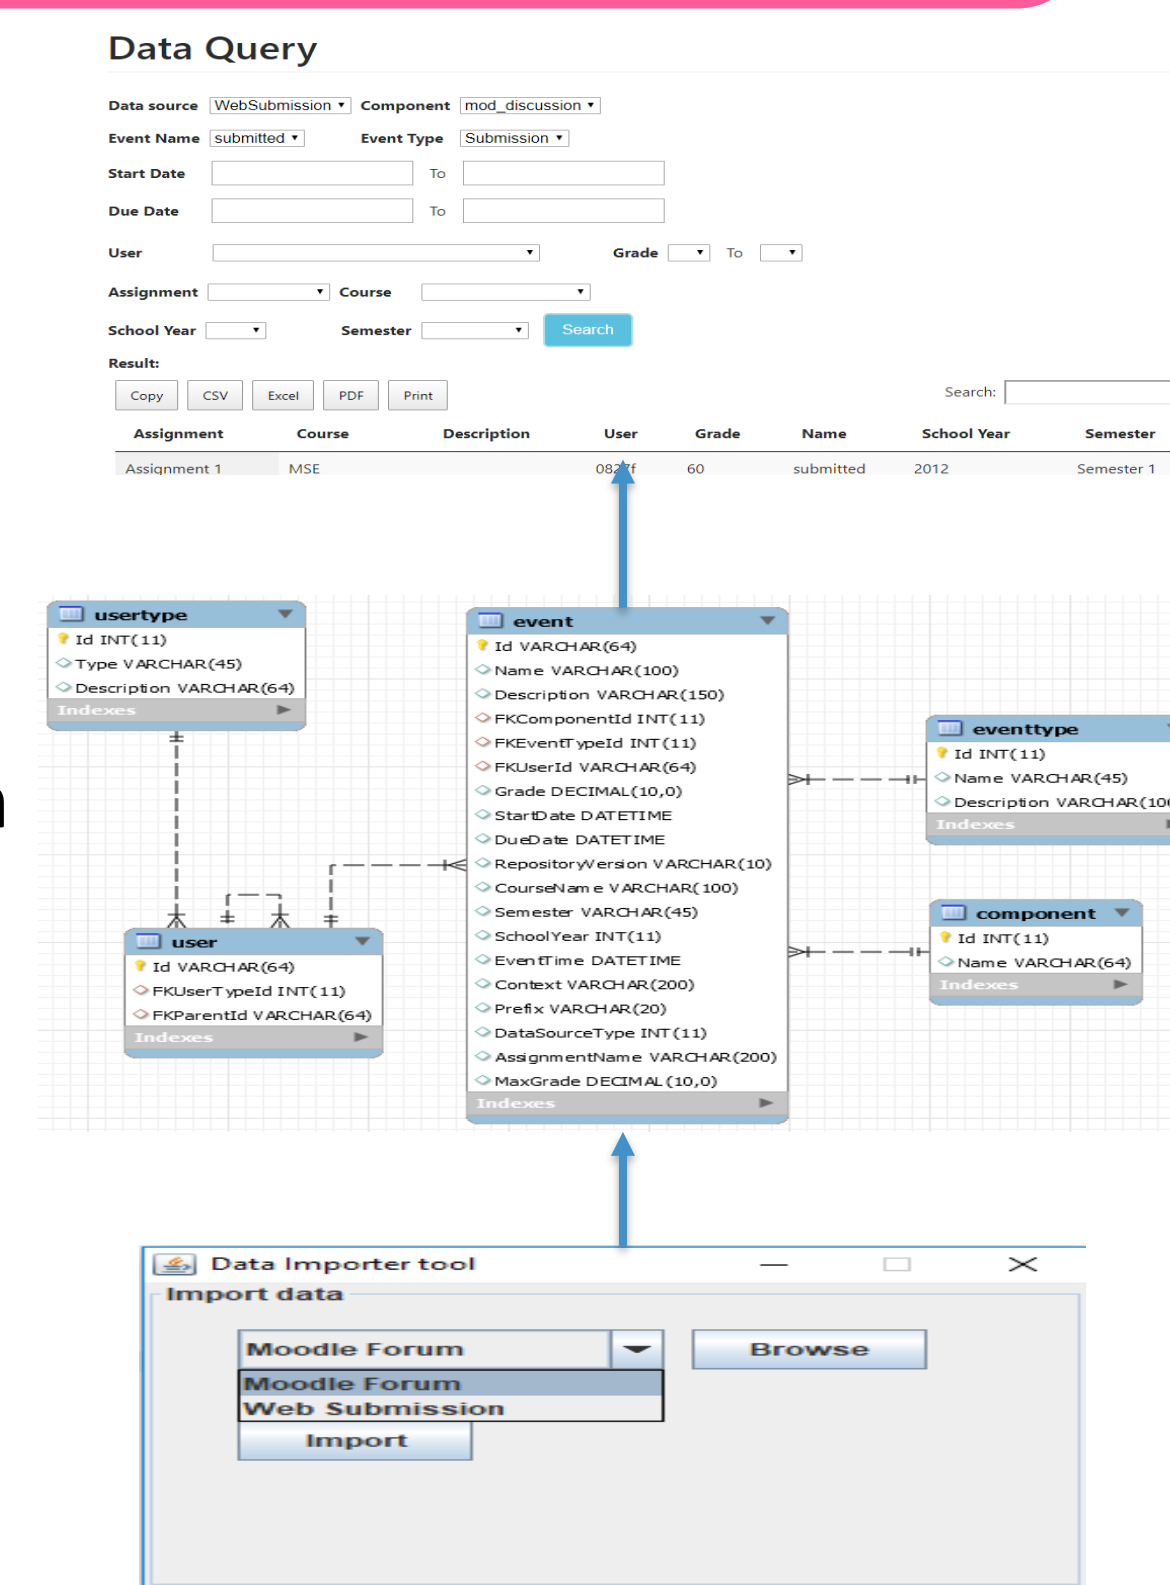 Data Query
Data source WebSubmission Component mod_discussion
Event Name submitted Event Type Submission
Start Date To
Due Date To
User Grade To
Assignment Course
School Year Semester Search
Result:
Copy CSV Excel PDF Print Search:
Assignment Course Description User Grade Name School Year Semester
Assignment 1 MSE 60 submitted 2012 Semester 1
usertype
Id INT(11)
Type VARCHAR(45)
Description VARCHAR(64)
Indexes
event
Id VARCHAR(64)
Name VARCHAR(100)
Description VARCHAR(150)
FKComponentId INT(11)
FKEventTypeId INT(11)
FKUserId VARCHAR(64)
Grade DECIMAL(10,0)
StartDate DATETIME
DueDate DATETIME
RepositoryVersion VARCHAR(10)
CourseName VARCHAR(100)
Semester VARCHAR(45)
SchoolYear INT(11)
EventTime DATETIME
Context VARCHAR(200)
Prefix VARCHAR(20)
DataSourceType INT(11)
AssignmentName VARCHAR(200)
MaxGrade DECIMAL(10,0)
Indexes
eventtype
Id INT(11)
Name VARCHAR(45)
Description VARCHAR(10
Indexes
component
Id INT(11)
Name VARCHAR(64)
Indexes
user
Id VARCHAR(64)
FKUserTypeId INT(11)
FKParentId VARCHAR(64)
Indexes
Data Importer tool
Import data
Moodle Forum Browse
Moodle Forum
Web Submission
Import